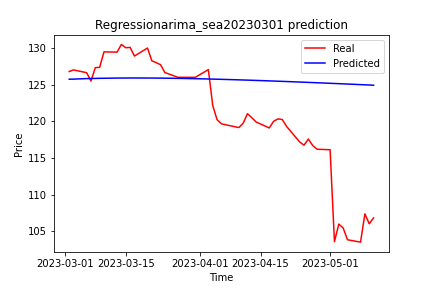 Regressionarima_sea20230301 prediction
Real
Predicted
130
125
120
115
110
105
Price
2023-03-01 2023-03-15 2023-04-01 2023-04-15 2023-05-01
Time